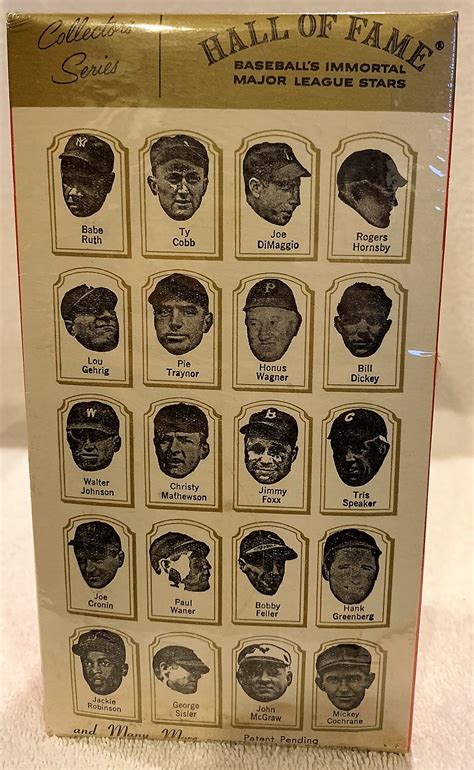 Collector's
Series
HALL OF FAME®
BASEBALL'S IMMORTAL
MAJOR LEAGUE STARS
NY
Babe
Ruth
Ty
Cobb
Joe
DiMaggio
Rogers
Hornsby
Lou
Gehrig
Pie
Traynor
P
Honus
Wagner
Bill
Dickey
W
Walter
Johnson
Christy
Mathewson
B
Jimmy
Foxx
C
Tris
Speaker
Joe
Cronin
Paul
Waner
Bobby
Feller
Hank
Greenberg
Jackie
Robinson
George
Sisler
John
McGraw
Mickey
Cochrane
and Many More
Patent Pending